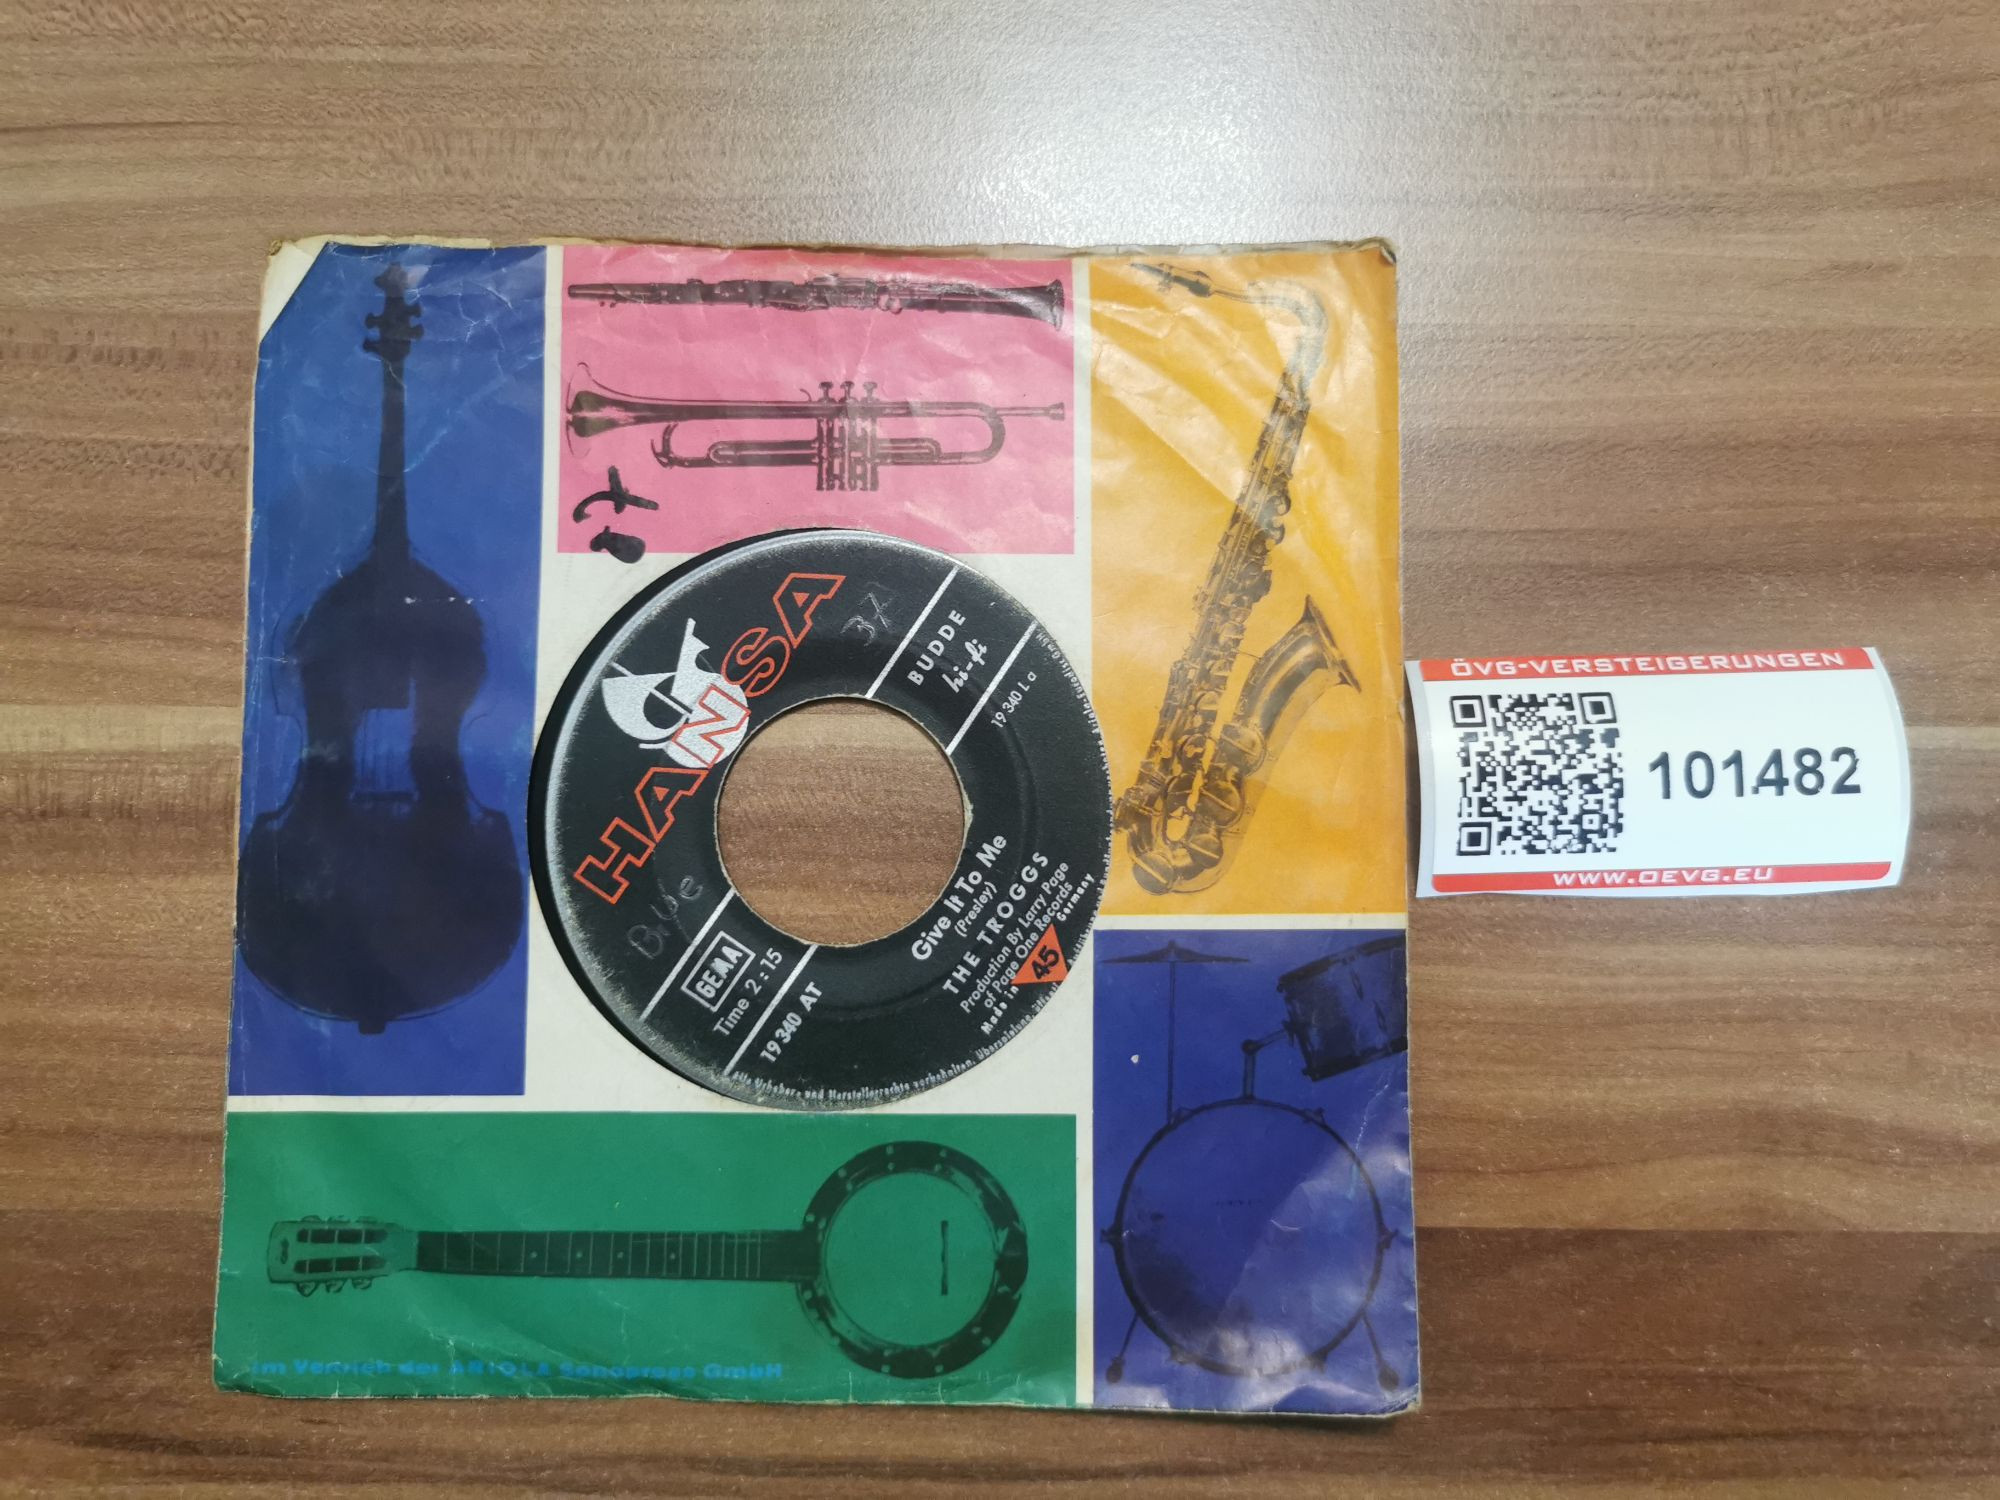 HANSA
BUDDE
hi-fi
19 340 La
GEMA
Time 2:15
19 340 AT
Give It To Me
(Presley)
THE TROGGS
Production By Larry Page
of Page One Records
Made in Germany
45
Alle Urheber- und Herstellerrechte vorbehalten.
Im Vertrieb der ARIOLA Sonopress GmbH
ÖVG-VERSTEIGERUNGEN
101482
WWW.OEVG.EU